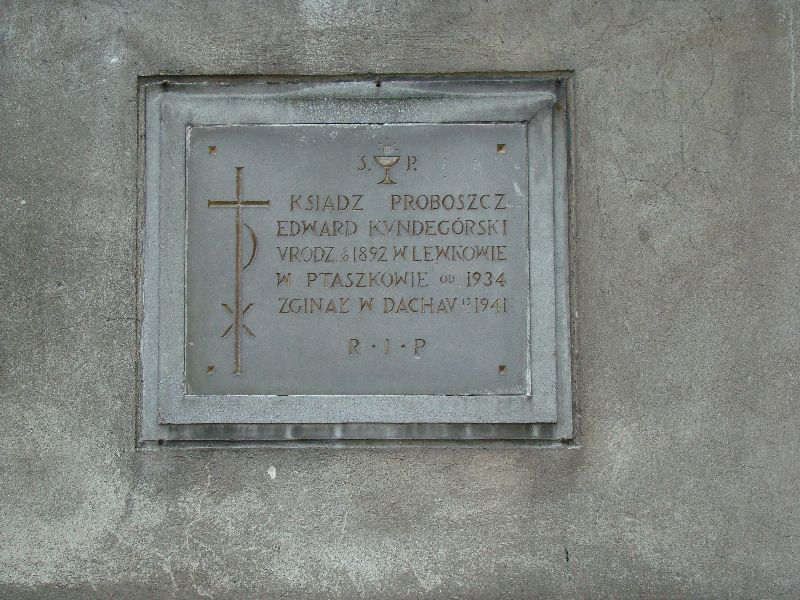 Ś. P.
KSIĄDZ PROBOSZCZ
EDWARD KVNDEGÓRSKI
VRODZ. 1892 W LEWKOWIE
W PTASZKOWIE OD 1934
ZGINAŁ W DACHAV 1941
R · I · P